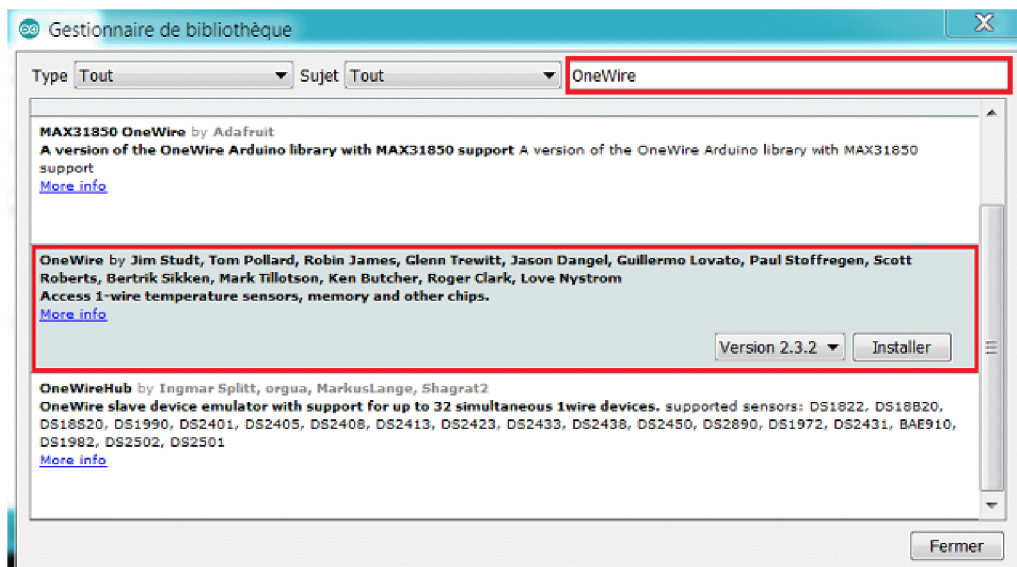 Gestionnaire de bibliothèque
Type Tout Sujet Tout OneWire
MAX31850 OneWire by Adafruit
A version of the OneWire Arduino library with MAX31850 support A version of the OneWire Arduino library with MAX31850
support
More info
OneWire by Jim Studt, Tom Pollard, Robin James, Glenn Trewitt, Jason Dangel, Guillermo Lovato, Paul Stoffregen, Scott
Roberts, Bertrik Sikken, Mark Tillotson, Ken Butcher, Roger Clark, Love Nystrom
Access 1-wire temperature sensors, memory and other chips.
More info
Version 2.3.2 Installer
OneWireHub by Ingmar Splitt, orgua, MarkusLange, Shagrat2
OneWire slave device emulator with support for up to 32 simultaneous 1wire devices. supported sensors: DS1822, DS18B20,
DS18S20, DS1990, DS2401, DS2405, DS2408, DS2413, DS2423, DS2433, DS2438, DS2450, DS2890, DS1972, DS2431, BAE910,
DS1982, DS2502, DS2501
More info
Fermer